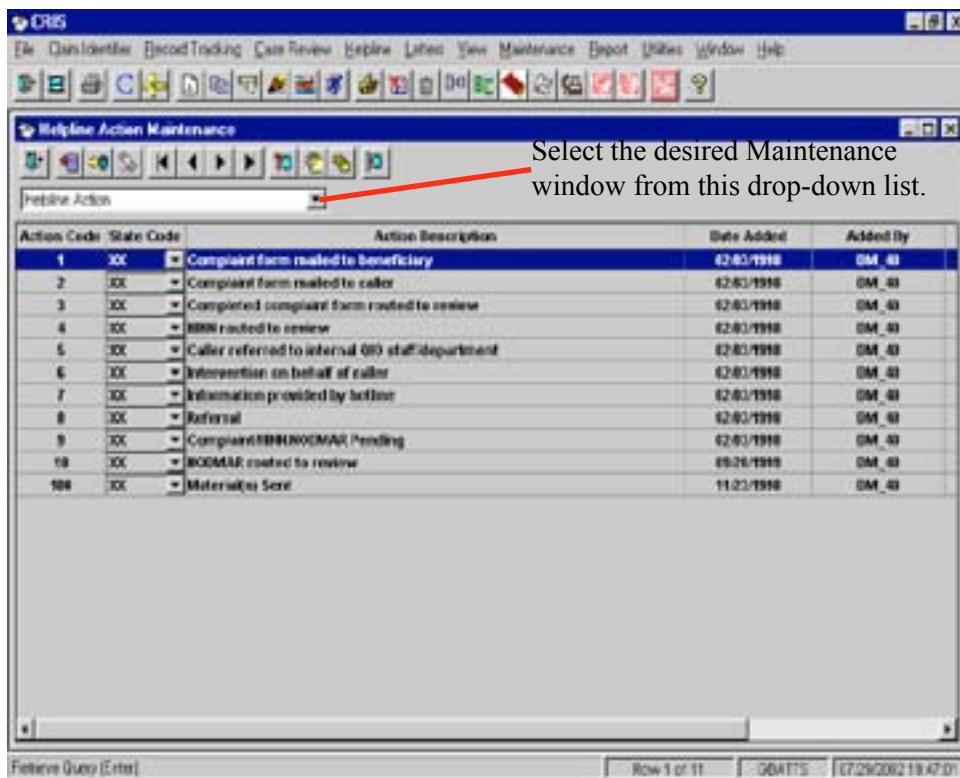 CRIS
File Claim Identifier Record Tracking Case Review Helpline Letters View Maintenance Report Utilities Window Help
Helpline Action Maintenance
Select the desired Maintenance
window from this drop-down list.
Helpline Action
Action Code State Code Action Description Date Added Added By
1 XX Complaint form mailed to beneficiary 02/03/1998 DM_40
2 XX Complaint form mailed to caller 02/03/1998 DM_40
3 XX Completed complaint form routed to review 02/03/1998 DM_40
4 XX HINN routed to review 02/03/1998 DM_40
5 XX Caller referred to internal QIO staff/department 02/03/1998 DM_40
6 XX Intervention on behalf of caller 02/03/1998 DM_40
7 XX Information provided by hotline 02/03/1998 DM_40
8 XX Referral 02/03/1998 DM_40
9 XX Complaint/HINN/NODMAR Pending 02/03/1998 DM_40
10 XX NODMAR routed to review DM_40
XX Material(s) Sent 11/23/1998 DM_40
Retrieve Query (Enter) Row 1 of 11 GBATTS 07/29/2002 19:47:01